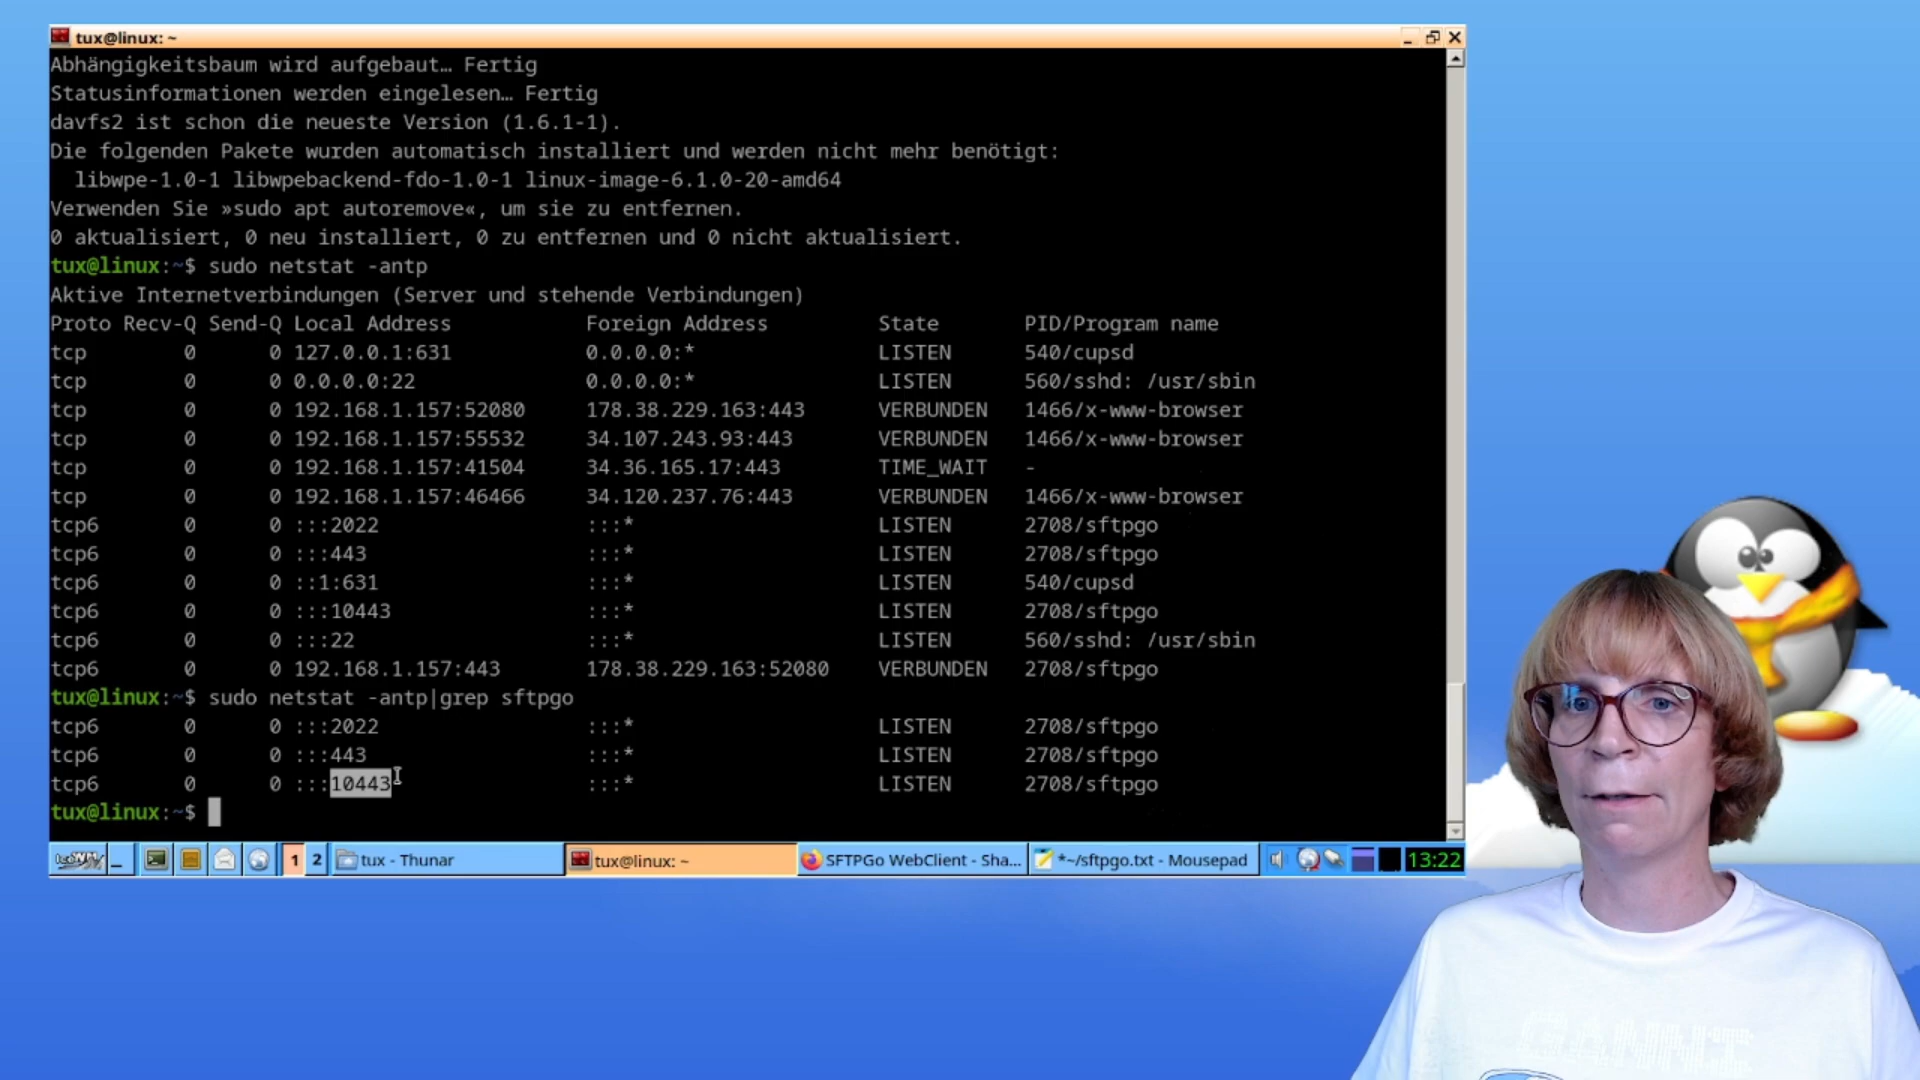 tux@linux: ~
Abhängigkeitsbaum wird aufgebaut… Fertig
Statusinformationen werden eingelesen… Fertig
davfs2 ist schon die neueste Version (1.6.1-1).
Die folgenden Pakete wurden automatisch installiert und werden nicht mehr benötigt:
libwpe-1.0-1 libwpebackend-fdo-1.0-1 linux-image-6.1.0-20-amd64
Verwenden Sie »sudo apt autoremove«, um sie zu entfernen.
0 aktualisiert, 0 neu installiert, 0 zu entfernen und 0 nicht aktualisiert.
tux@linux:~$ sudo netstat -antp
Aktive Internetverbindungen (Server und stehende Verbindungen)
Proto Recv-Q Send-Q Local Address Foreign Address State PID/Program name
tcp 0 0 127.0.0.1:631 0.0.0.0:* LISTEN 540/cupsd
tcp 0 0 0.0.0.0:22 0.0.0.0:* LISTEN 560/sshd: /usr/sbin
tcp 0 0 192.168.1.157:52080 178.38.229.163:443 VERBUNDEN 1466/x-www-browser
tcp 0 0 192.168.1.157:55532 34.107.243.93:443 VERBUNDEN 1466/x-www-browser
tcp 0 0 192.168.1.157:41504 34.36.165.17:443 TIME_WAIT -
tcp 0 0 192.168.1.157:46466 34.120.237.76:443 VERBUNDEN 1466/x-www-browser
tcp6 0 0 :::2022 :::* LISTEN 2708/sftpgo
tcp6 0 0 :::443 :::* LISTEN 2708/sftpgo
tcp6 0 0 ::1:631 :::* LISTEN 540/cupsd
tcp6 0 0 :::10443 :::* LISTEN 2708/sftpgo
tcp6 0 0 :::22 :::* LISTEN 560/sshd: /usr/sbin
tcp6 0 0 192.168.1.157:443 178.38.229.163:52080 VERBUNDEN 2708/sftpgo
tux@linux:~$ sudo netstat -antp|grep sftpgo
tcp6 0 0 :::2022 :::* LISTEN 2708/sftpgo
tcp6 0 0 :::443 :::* LISTEN 2708/sftpgo
tcp6 0 0 :::10443 :::* LISTEN 2708/sftpgo
tux@linux:~$
1 2 tux - Thunar tux@linux: ~ SFTPGo WebClient - Sha... *~/sftpgo.txt - Mousepad 13:22